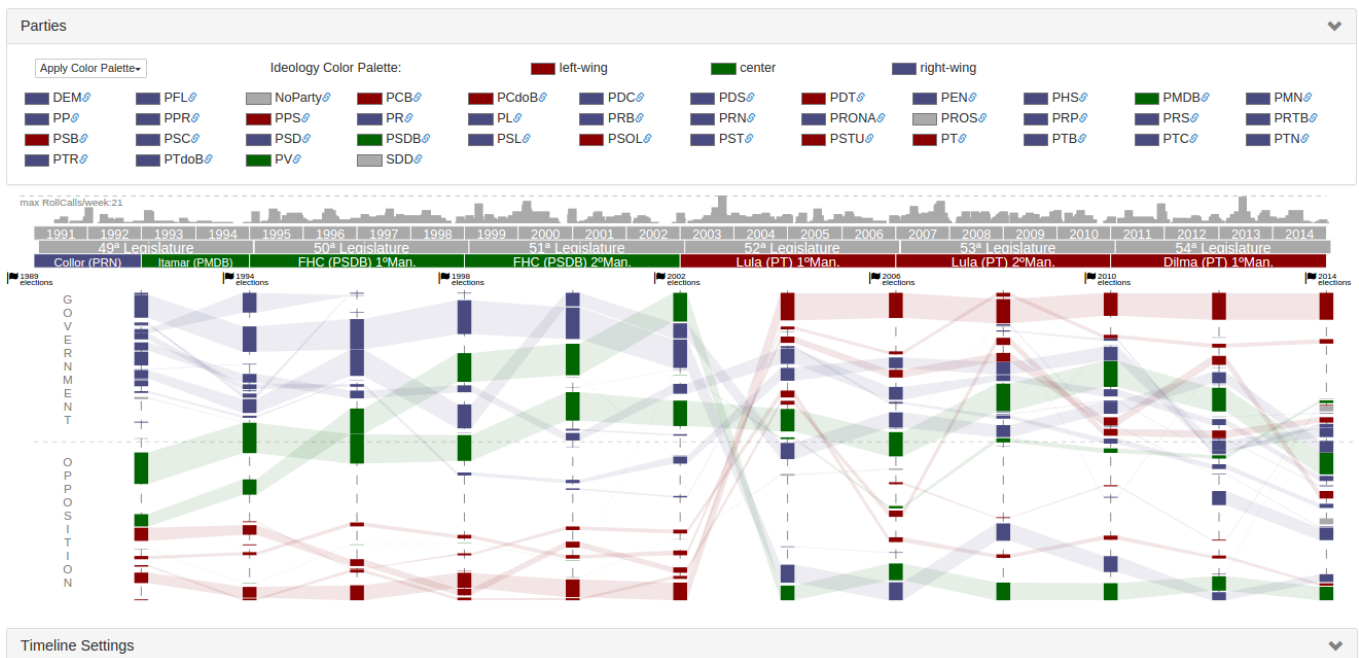 Parties
Apply Color Palette Ideology Color Palette: left-wing center right-wing
DEM PFL NoParty PCB PCdoB PDC PDS PDT PEN PHS PMDB PMN
PP PPR PPS PR PL PRB PRN PRONA PROS PRP PRS PRTB
PSB PSC PSD PSDB PSL PSOL PST PSTU PT PTB PTC PTN
PTR PTdoB PV SDD
max RollCalls/week:21
1991 1992 1993 1994 1995 1996 1997 1998 1999 2000 2001 2002 2003 2004 2005 2006 2007 2008 2009 2010 2011 2012 2013 2014
49ª Legislature 50ª Legislature 51ª Legislature 52ª Legislature 53ª Legislature 54ª Legislature
Collor (PRN) Itamar (PMDB) FHC (PSDB) 1ºMan. FHC (PSDB) 2ºMan. Lula (PT) 1ºMan. Lula (PT) 2ºMan. Dilma (PT) 1ºMan.
1989 1994 1998 2002 2006 2010 2014
elections elections elections elections elections elections elections
GOVERNMENT
OPPOSITION
Timeline Settings